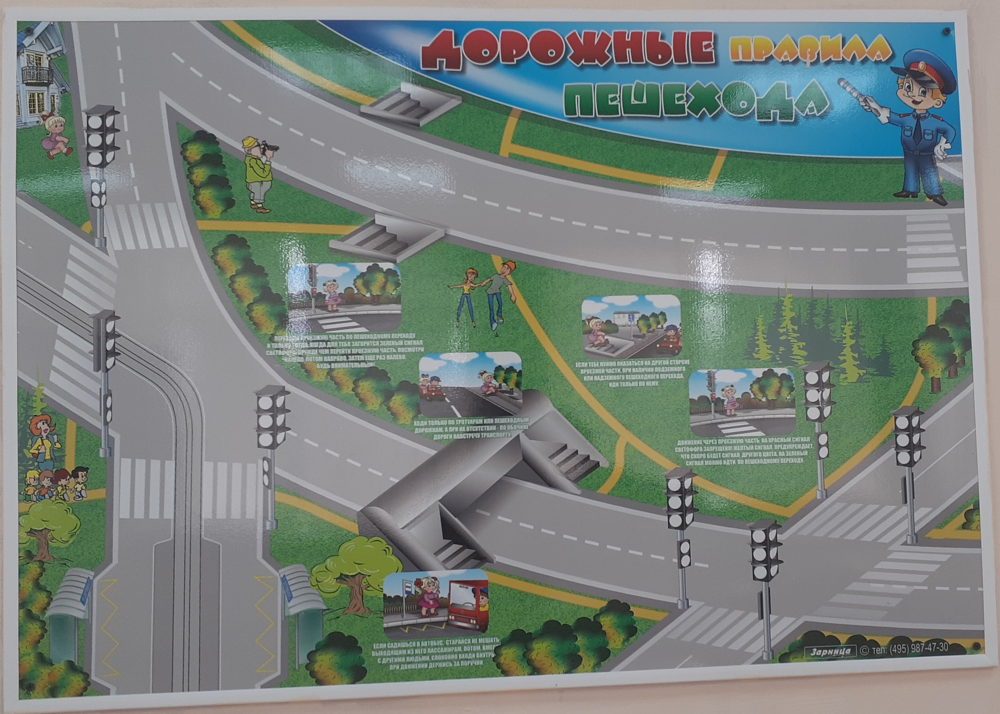 ДОРОЖНЫЕ ПРАВИЛА
ПЕШЕХОДА
ПРОЕЗЖУЮ ЧАСТЬ ПО ПЕШЕХОДНОМУ ПЕРЕХОДУ
И ТОЛЬКО ТОГДА, КОГДА ДЛЯ ТЕБЯ ЗАГОРИТСЯ ЗЕЛЕНЫЙ СИГНАЛ
СВЕТОФОРА. ПРЕЖДЕ ЧЕМ ПЕРЕЙТИ ПРОЕЗЖУЮ ЧАСТЬ, ПОСМОТРИ
НАЛЕВО, ПОТОМ НАПРАВО, ЗАТЕМ ЕЩЕ РАЗ НАЛЕВО.
БУДЬ ВНИМАТЕЛЬНЫМ!
ЕСЛИ ТЕБЕ НУЖНО ОКАЗАТЬСЯ НА ДРУГОЙ СТОРОНЕ
ПРОЕЗЖЕЙ ЧАСТИ, ПРИ НАЛИЧИИ ПОДЗЕМНОГО
ИЛИ НАДЗЕМНОГО ПЕШЕХОДНОГО ПЕРЕХОДА,
ИДИ ТОЛЬКО ПО НЕМУ.
ХОДИ ТОЛЬКО ПО ТРОТУАРАМ ИЛИ ПЕШЕХОДНЫМ
ДОРОЖКАМ, А ПРИ ИХ ОТСУТСТВИИ - ПО ОБОЧИНЕ
ДОРОГИ НАВСТРЕЧУ ТРАНСПОРТУ.
ДВИЖЕНИЕ ЧЕРЕЗ ПРОЕЗЖУЮ ЧАСТЬ НА КРАСНЫЙ СИГНАЛ
СВЕТОФОРА ЗАПРЕЩЕНО! ЖЕЛТЫЙ СИГНАЛ ПРЕДУПРЕЖДАЕТ,
ЧТО СКОРО БУДЕТ СИГНАЛ ДРУГОГО ЦВЕТА. НА ЗЕЛЕНЫЙ
СИГНАЛ МОЖНО ИДТИ ПО ПЕШЕХОДНОМУ ПЕРЕХОДУ.
ЕСЛИ САДИШЬСЯ В АВТОБУС, СТАРАЙСЯ НЕ МЕШАТЬ
ВЫХОДЯЩИМ ИЗ НЕГО ПАССАЖИРАМ, ПОТОМ, ВМЕСТЕ
С ДРУГИМИ ЛЮДЬМИ, СПОКОЙНО ВХОДИ ВНУТРЬ.
ПРИ ДВИЖЕНИИ ДЕРЖИСЬ ЗА ПОРУЧНИ.
Зарница © тел: (495) 987-47-30